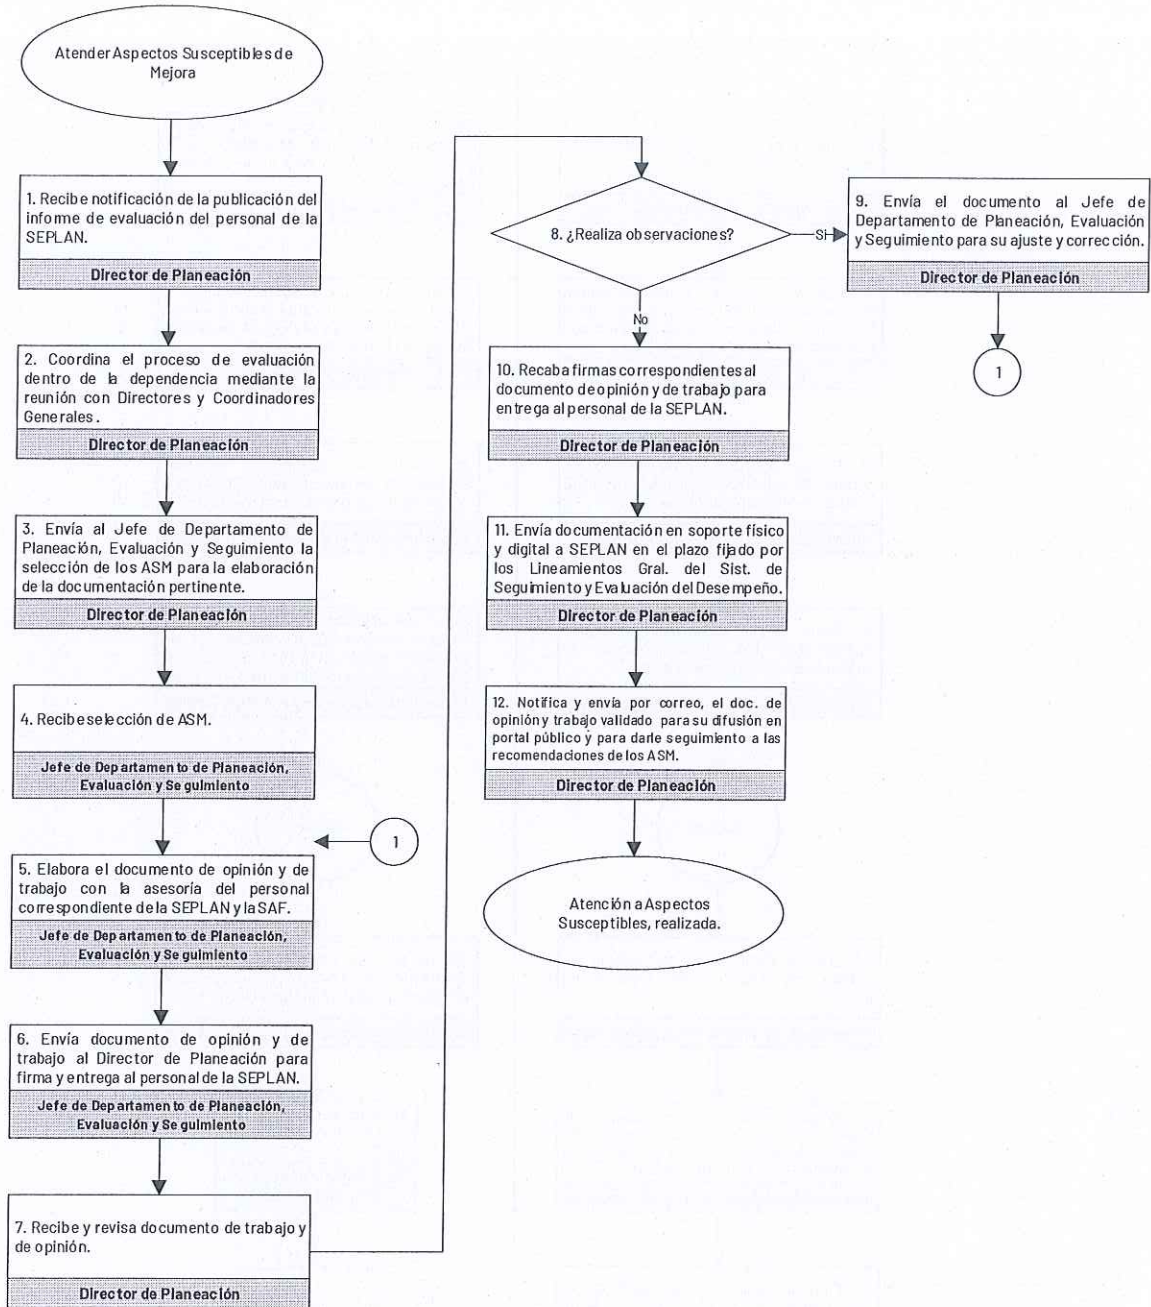 Atender Aspectos Susceptibles de
Mejora
1. Recibe notificación de la publicación del
informe de evaluación del personal de la
SEPLAN.
Director de Planeación
2. Coordina el proceso de evaluación
dentro de la dependencia mediante la
reunión con Directores y Coordinadores
Generales.
Director de Planeación
3. Envía al Jefe de Departamento de
Planeación, Evaluación y Seguimiento la
selección de los ASM para la elaboración
de la documentación pertinente.
Director de Planeación
4. Recibe selección de ASM.
Jefe de Departamento de Planeación,
Evaluación y Seguimiento
1
5. Elabora el documento de opinión y de
trabajo con la asesoría del personal
correspondiente de la SEPLAN y la SAF.
Jefe de Departamento de Planeación,
Evaluación y Seguimiento
6. Envía documento de opinión y de
trabajo al Director de Planeación para
firma y entrega al personal de la SEPLAN.
Jefe de Departamento de Planeación,
Evaluación y Seguimiento
7. Recibe y revisa documento de trabajo y
de opinión.
Director de Planeación
8. ¿Realiza observaciones?
SI
No
9. Envía el documento al Jefe de
Departamento de Planeación, Evaluación
y Seguimiento para su ajuste y corrección.
Director de Planeación
1
10. Recaba firmas correspondientes al
documento de opinión y de trabajo para
entrega al personal de la SEPLAN.
Director de Planeación
11. Envía documentación en soporte físico
y digital a SEPLAN en el plazo fijado por
los Lineamientos Gral. del Sist. de
Seguimiento y Evaluación del Desempeño.
Director de Planeación
12. Notifica y envía por correo, el doc. de
opinión y trabajo validado para su difusión en
portal público y para darle seguimiento a las
recomendaciones de los ASM.
Director de Planeación
Atención a Aspectos
Susceptibles, realizada.